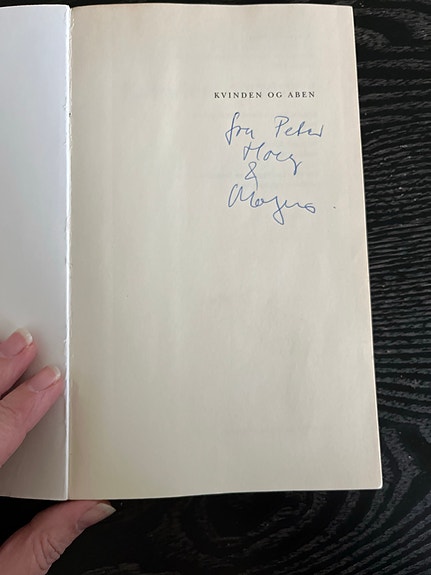 KVINDEN OG ABEN
fra Peter
Høeg
&
Magnus.